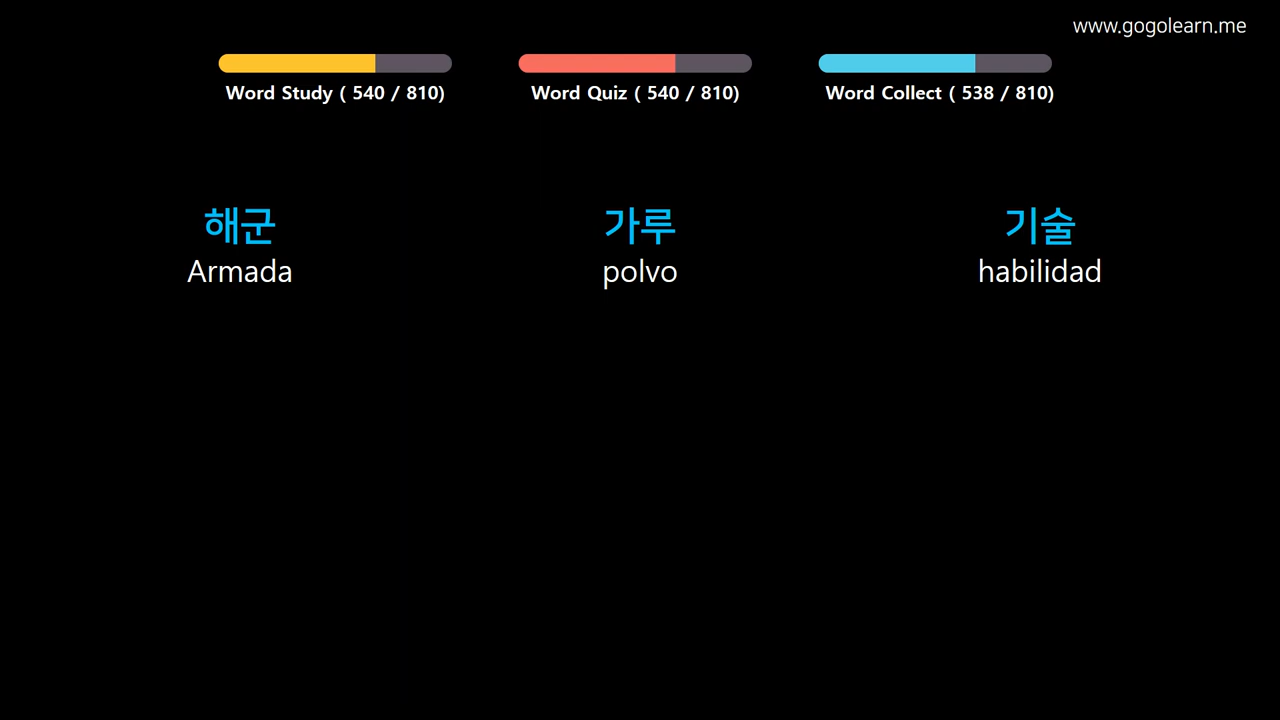 www.gogolearn.me
Word Study ( 540 / 810)
Word Quiz ( 540 / 810)
Word Collect ( 538 / 810)
해군
Armada
가루
polvo
기술
habilidad